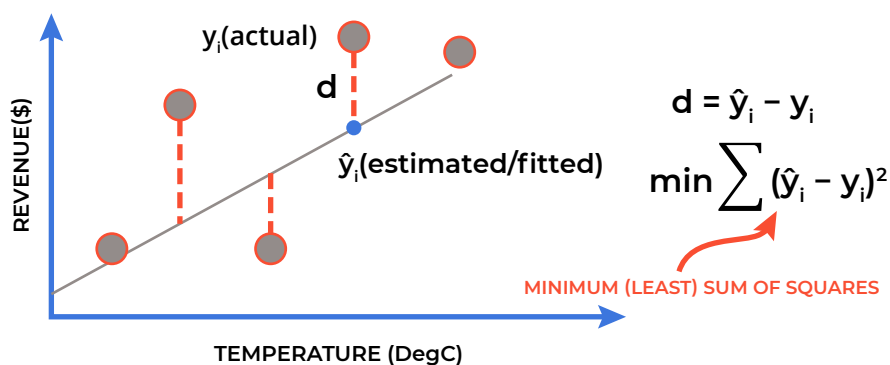 yᵢ(actual)
d
ŷᵢ(estimated/fitted)
REVENUE($)
TEMPERATURE (DegC)
d = ŷᵢ − yᵢ
min ∑ (ŷᵢ − yᵢ)²
MINIMUM (LEAST) SUM OF SQUARES